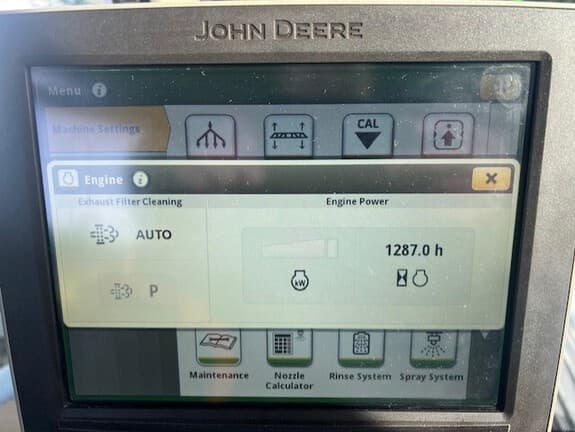 JOHN DEERE
Menu
Machine Settings
CAL
Engine
Exhaust Filter Cleaning
Engine Power
AUTO
1287.0 h
kW
P
Maintenance
Nozzle
Calculator
Rinse System
Spray System